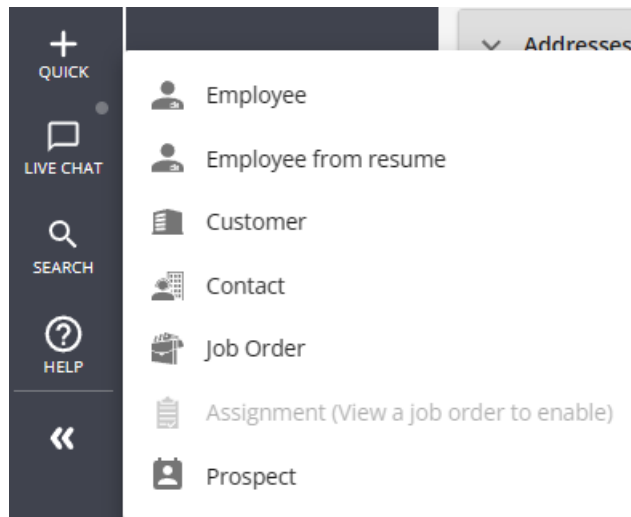 QUICK
LIVE CHAT
SEARCH
HELP
Addresses
Employee
Employee from resume
Customer
Contact
Job Order
Assignment (View a job order to enable)
Prospect